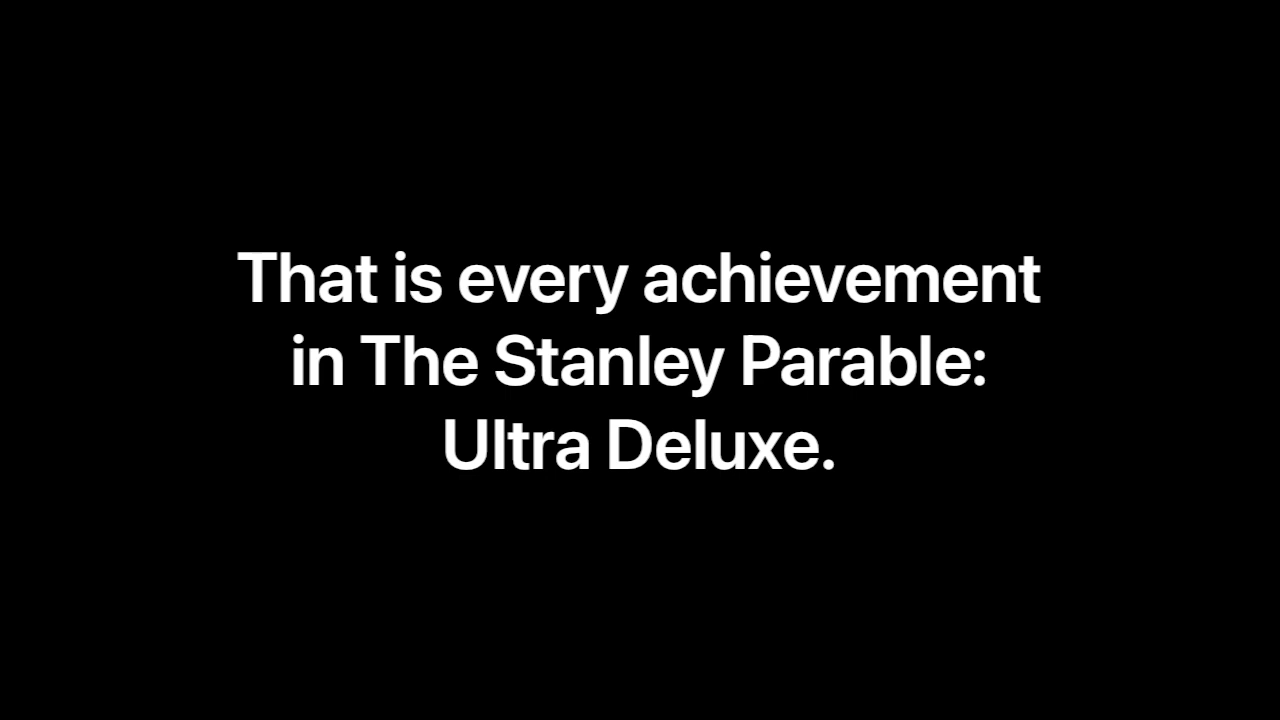 That is every achievement
in The Stanley Parable:
Ultra Deluxe.